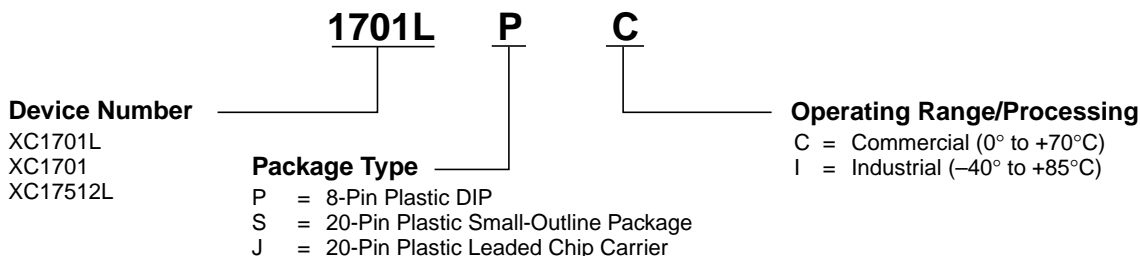 1701L P C
Device Number
XC1701L
XC1701
XC17512L
Package Type
P = 8-Pin Plastic DIP
S = 20-Pin Plastic Small-Outline Package
J = 20-Pin Plastic Leaded Chip Carrier
Operating Range/Processing
C = Commercial (0° to +70°C)
I = Industrial (–40° to +85°C)